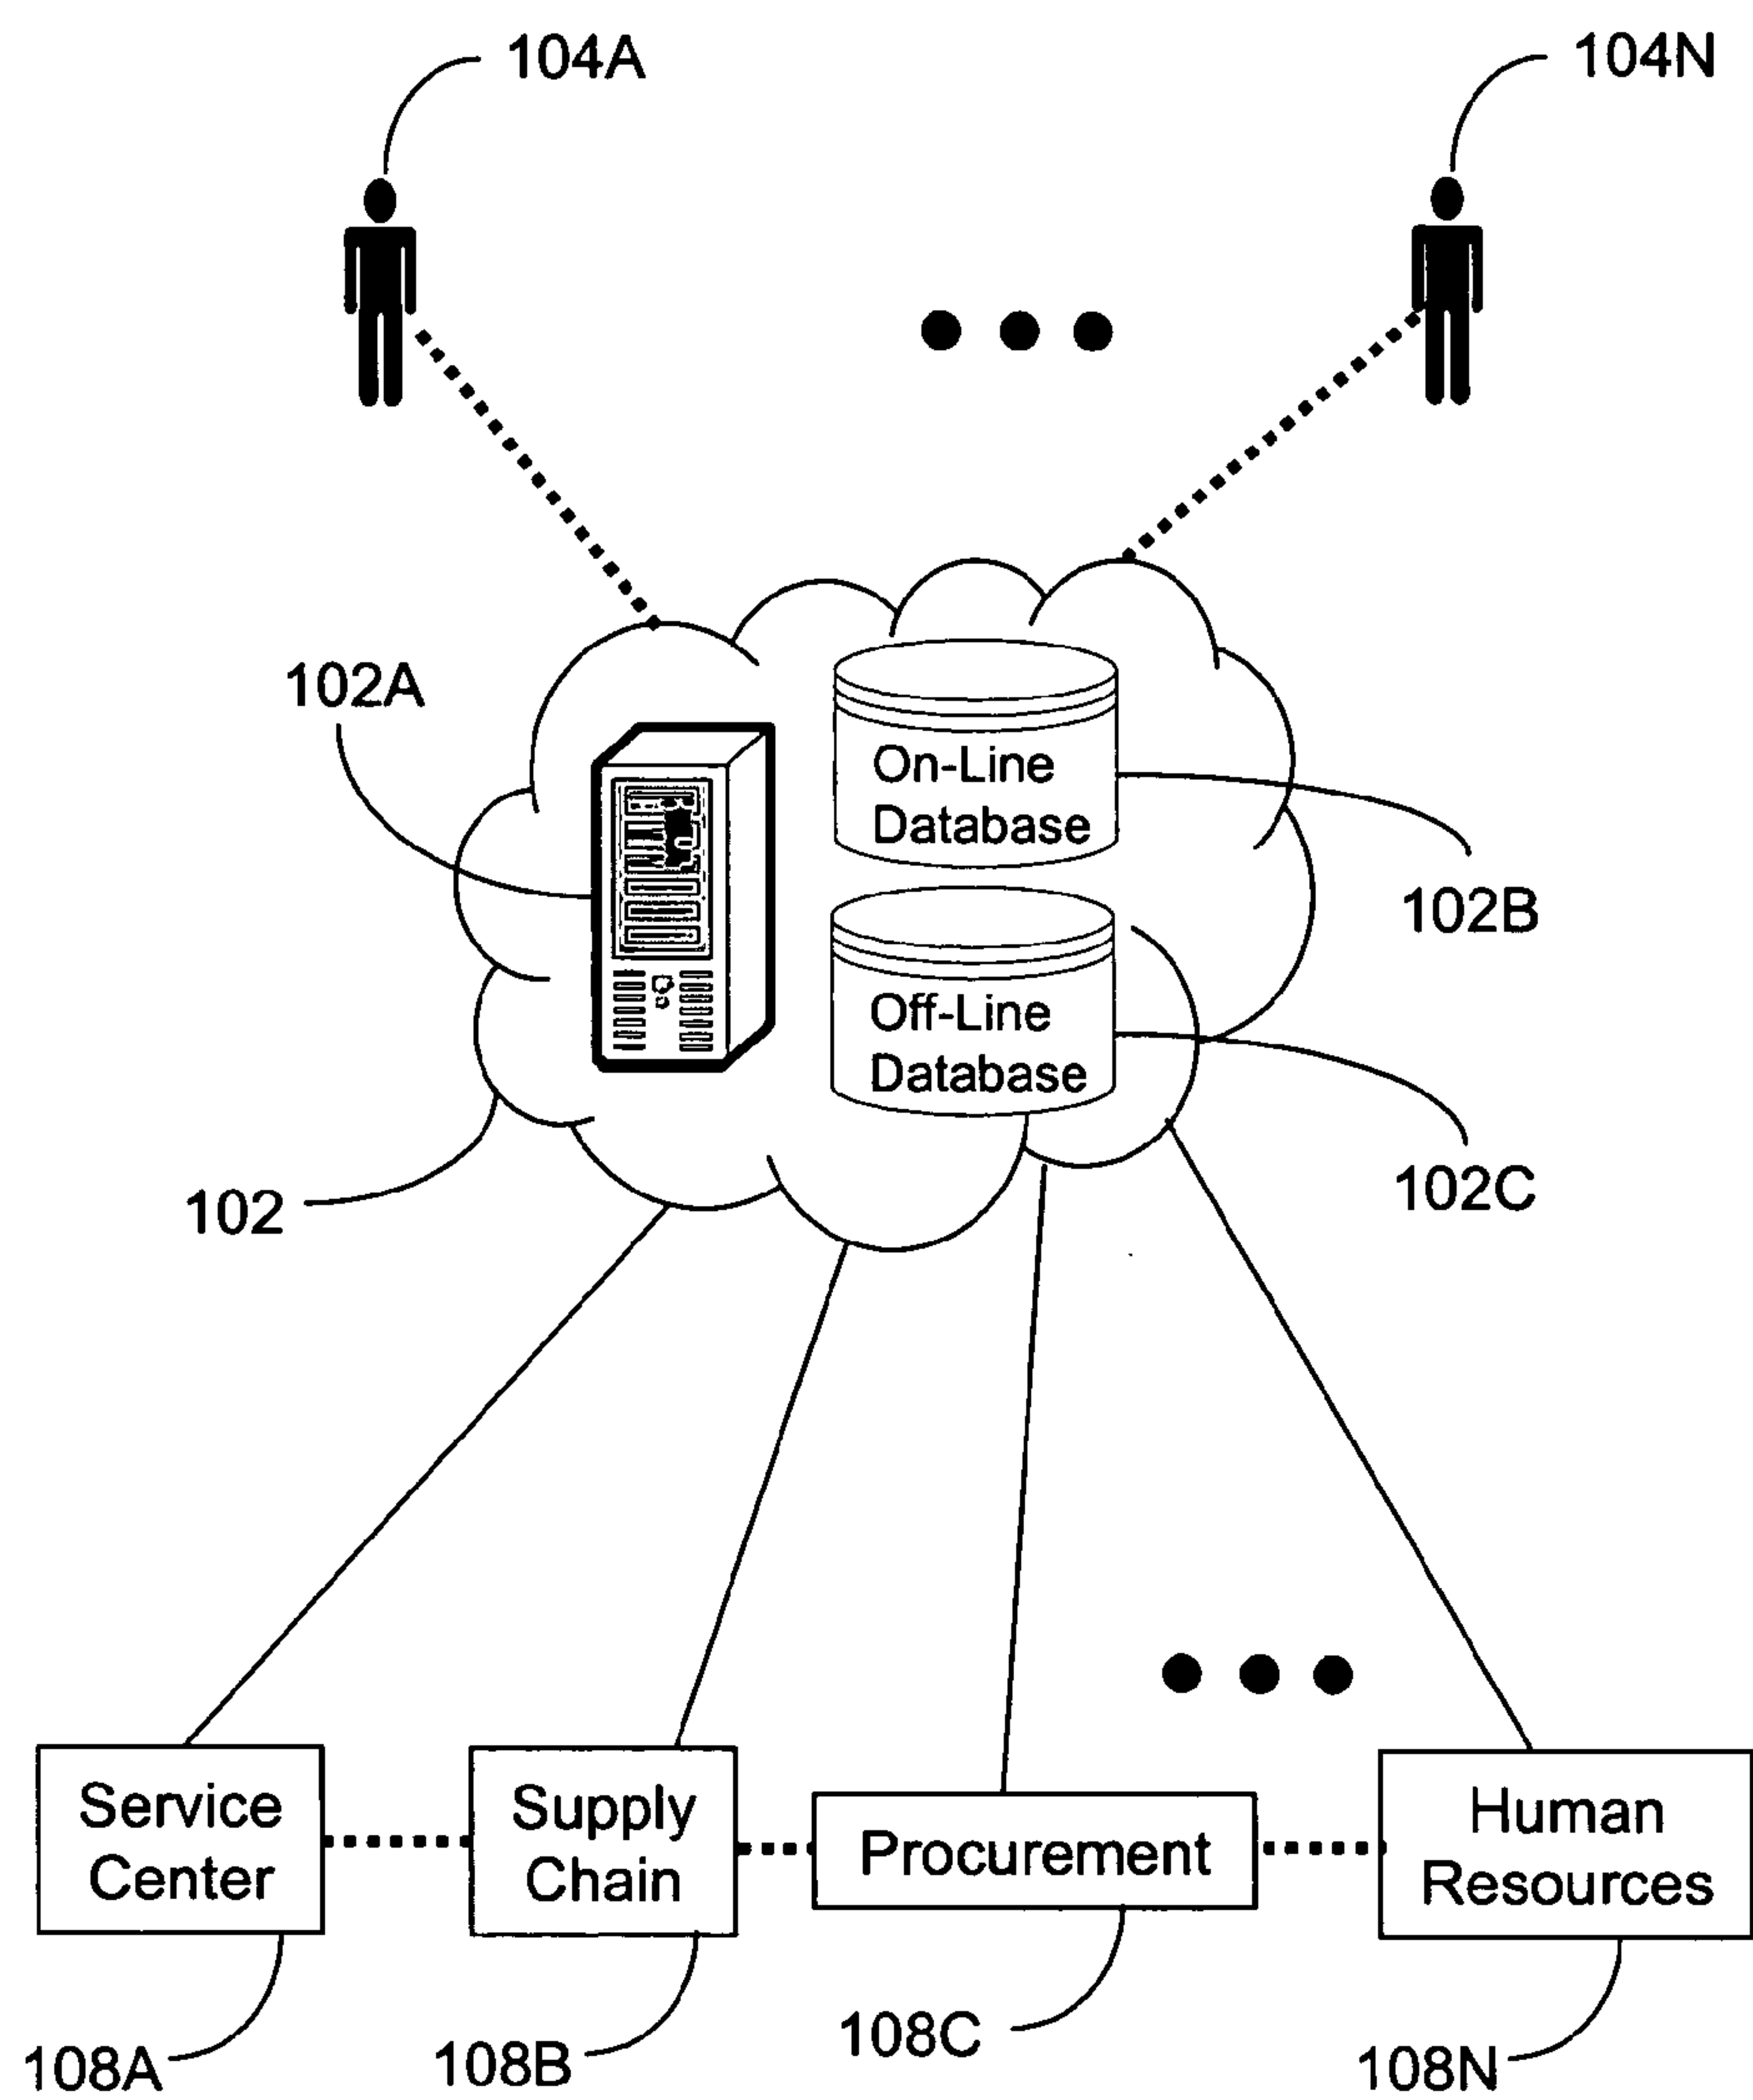 104A
104N
102A
On-Line
Database
102B
Off-Line
Database
102C
102
Service
Center
Supply
Chain
Procurement
Human
Resources
108A
108B
108C
108N